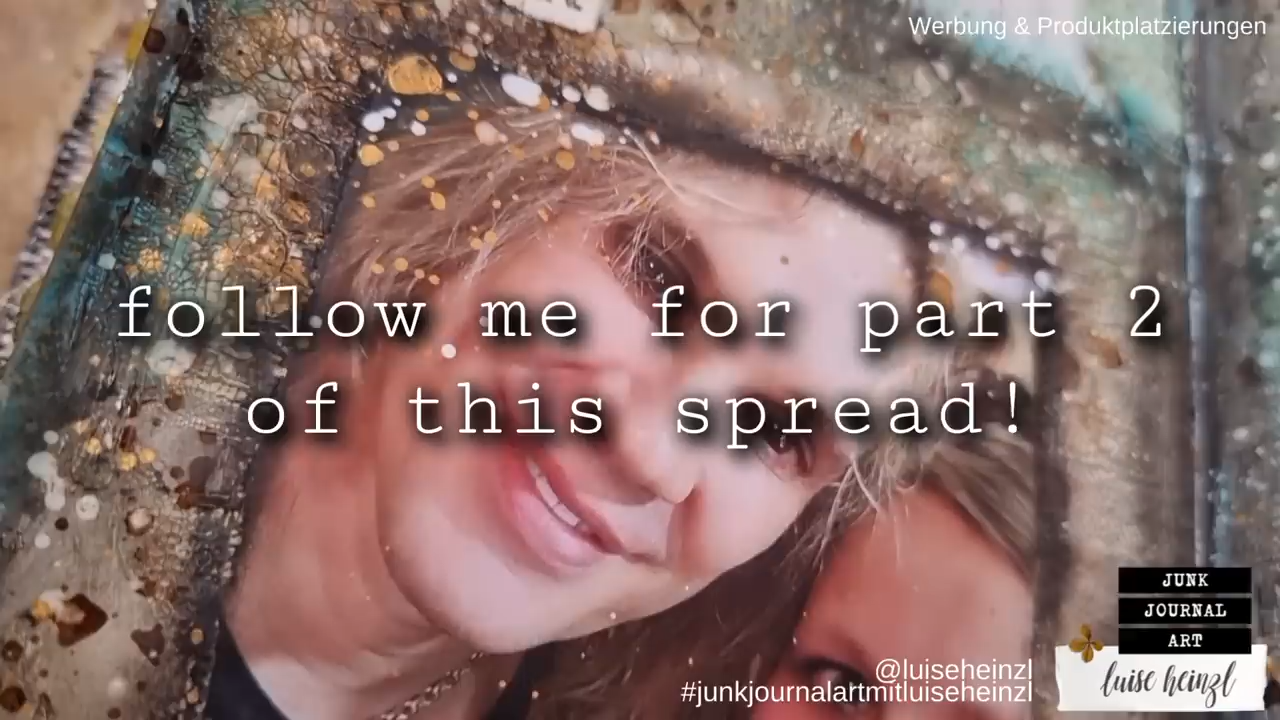 Werbung & Produktplatzierungen
follow me for part 2
of this spread!
JUNK
JOURNAL
ART
@luiseheinzl
#junkjournalartmitluiseheinzl
luise heinzl